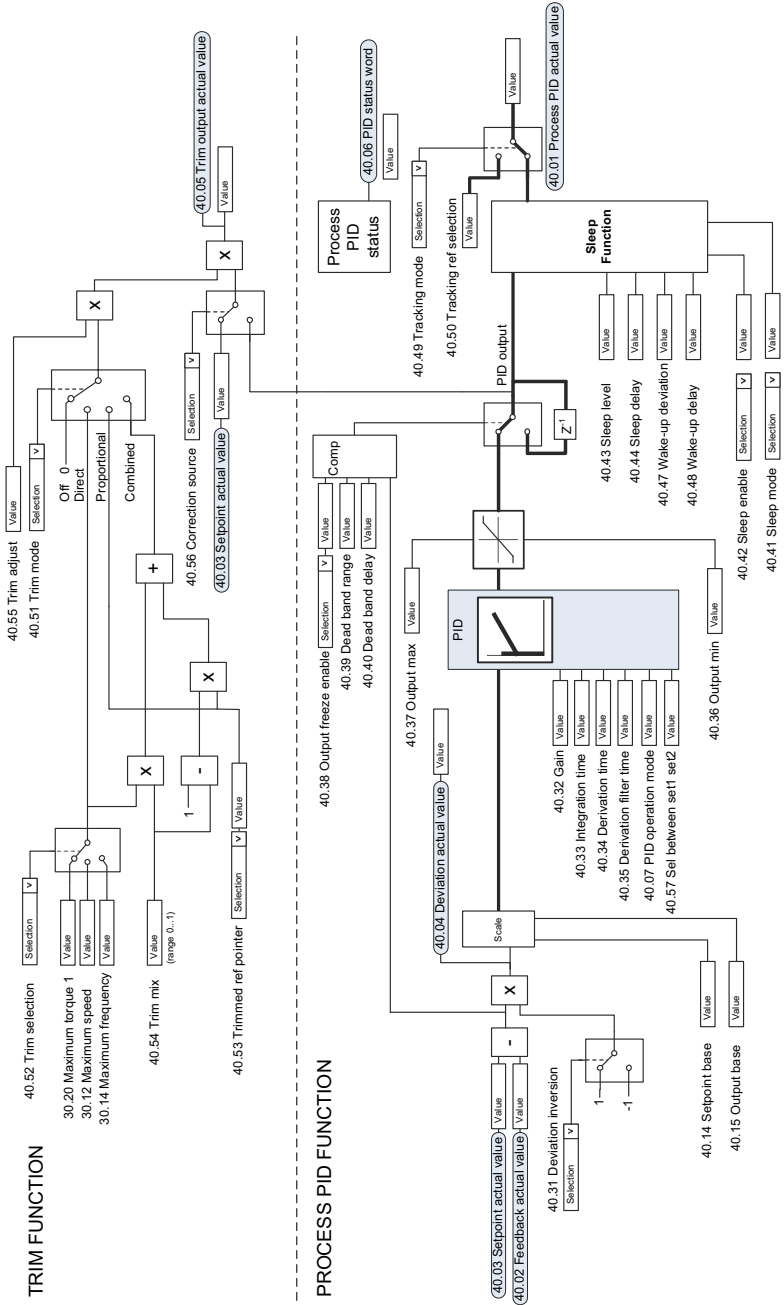 TRIM FUNCTION
40.52 Trim selection
Selection
v
30.20 Maximum torque 1
Value
30.12 Maximum speed
Value
30.14 Maximum frequency
Value
40.54 Trim mix
Value
(range 0...1)
40.53 Trimmed ref pointer
Selection
v
Value
1
-
X
X
+
40.55 Trim adjust
Value
40.51 Trim mode
Selection
v
Off 0
Direct
Proportional
Combined
X
40.56 Correction source
Selection
v
40.03 Setpoint actual value
Value
X
40.05 Trim output actual value
Value
PROCESS PID FUNCTION
40.03 Setpoint actual value
Value
40.02 Feedback actual value
Value
-
X
40.31 Deviation inversion
Selection
v
1
-1
40.04 Deviation actual value
Value
Scale
40.14 Setpoint base
Value
40.15 Output base
Value
40.38 Output freeze enable
Selection
v
Value
40.39 Dead band range
Value
40.40 Dead band delay
Value
Comp
40.37 Output max
Value
PID
40.32 Gain
Value
40.33 Integration time
Value
40.34 Derivation time
Value
40.35 Derivation filter time
Value
40.07 PID operation mode
Value
40.57 Sel between set1 set2
Value
40.36 Output min
Value
Z-1
PID output
Process
PID
status
40.06 PID status word
Value
40.49 Tracking mode
Selection
v
40.50 Tracking ref selection
Value
Sleep
Function
40.43 Sleep level
Value
40.44 Sleep delay
Value
40.47 Wake-up deviation
Value
40.48 Wake-up delay
Value
40.42 Sleep enable
Selection
v
Value
40.41 Sleep mode
Selection
v
Value
Value
40.01 Process PID actual value